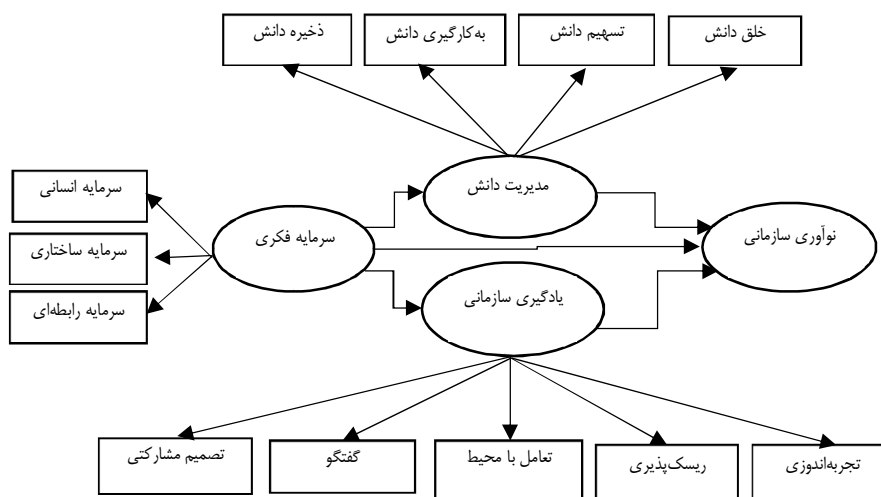 خلق دانش
تسهیم دانش
به‌کارگیری دانش
ذخیره دانش
مدیریت دانش
سرمایه انسانی
سرمایه فکری
نوآوری سازمانی
سرمایه ساختاری
یادگیری سازمانی
سرمایه رابطه‌ای
تجربه‌اندوزی
ریسک‌پذیری
تعامل با محیط
گفتگو
تصمیم مشارکتی